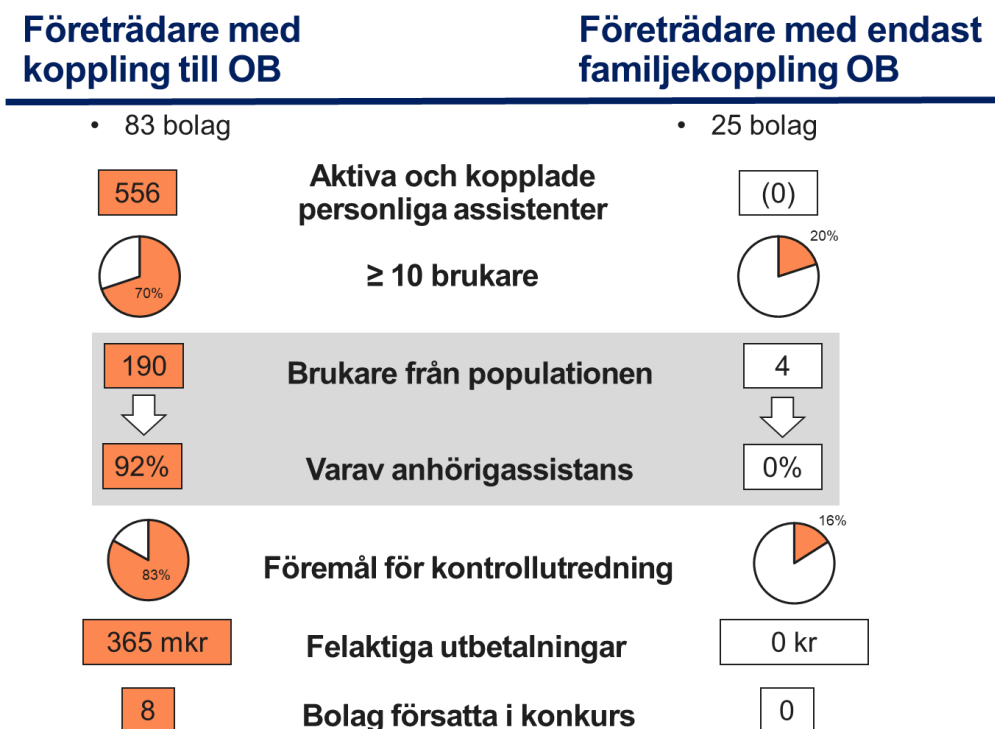 Företrädare med
koppling till OB
Företrädare med endast
familjekoppling OB
• 83 bolag
• 25 bolag
556
Aktiva och kopplade
personliga assistenter
(0)
70%
≥ 10 brukare
20%
190
Brukare från populationen
4
92%
Varav anhörigassistans
0%
83%
Föremål för kontrollutredning
16%
365 mkr
Felaktiga utbetalningar
0 kr
8
Bolag försatta i konkurs
0